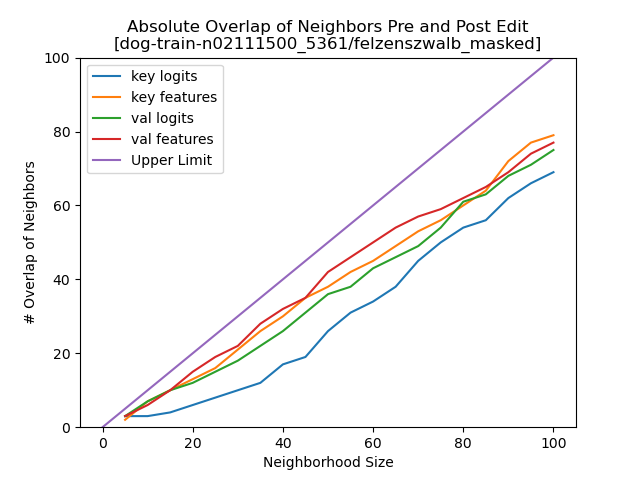 Absolute Overlap of Neighbors Pre and Post Edit
[dog-train-n02111500_5361/felzenszwalb_masked]
100
80
60
40
20
0
# Overlap of Neighbors
key logits
key features
val logits
val features
Upper Limit
0 20 40 60 80 100
Neighborhood Size